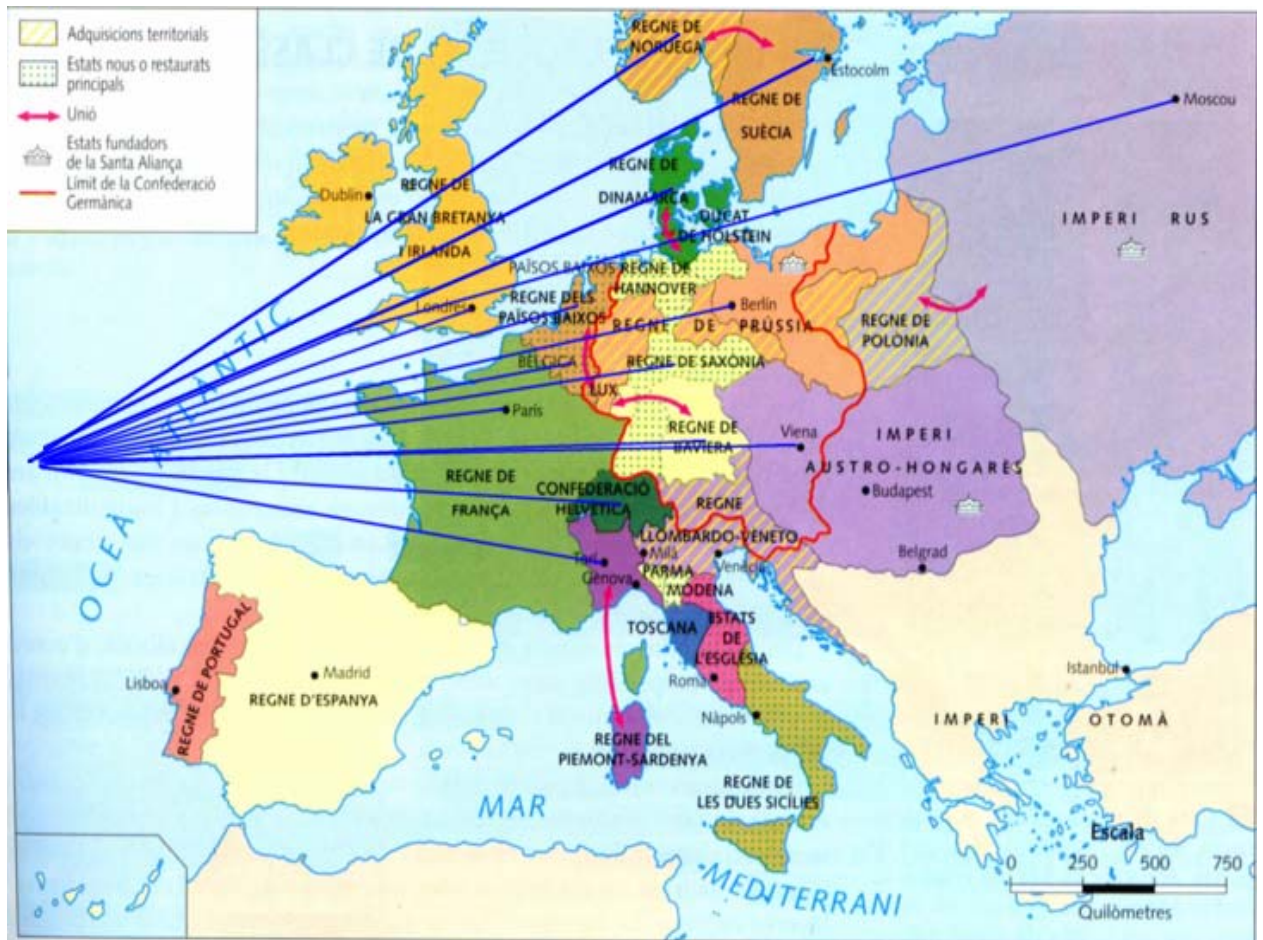 Adquisicions territorials
Estats nous o restaurats
principals
Unió
Estats fundadors
de la Santa Aliança
Límit de la Confederació
Germànica
REGNE DE
NORUEGA
Estocolm
REGNE DE
SUÈCIA
Moscou
Dublin
REGNE DE
LA GRAN BRETANYA
I IRLANDA
Londres
REGNE DE
DINAMARCA
DUCAT
DE HOLSTEIN
IMPERI RUS
PAÏSOS BAIXOS
REGNE DE
HANNOVER
REGNE DELS
PAÏSOS BAIXOS
Berlín
REGNE DE PRÚSSIA
REGNE DE
POLÒNIA
BÈLGICA
REGNE DE SAXÒNIA
LUX
París
REGNE DE
BAVIERA
Viena
IMPERI
AUSTRO-HONGARÈS
Budapest
REGNE DE
FRANÇA
CONFEDERACIÓ
HELVÈTICA
REGNE
LLOMBARDO-VENETO
Torí
Milà
Venècia
Gènova
PARMA
MÒDENA
Belgrad
OCEÀ
ATLÀNTIC
TOSCANA
ESTATS
DE
L'ESGLÉSIA
Roma
REGNE DE PORTUGAL
Lisboa
Madrid
REGNE D'ESPANYA
Nàpols
Istanbul
IMPERI OTOMÀ
REGNE DEL
PIEMONT-SARDENYA
REGNE DE
LES DUES SICÍLIES
MAR
MEDITERRANI
Escala
0 250 500 750
Quilòmetres